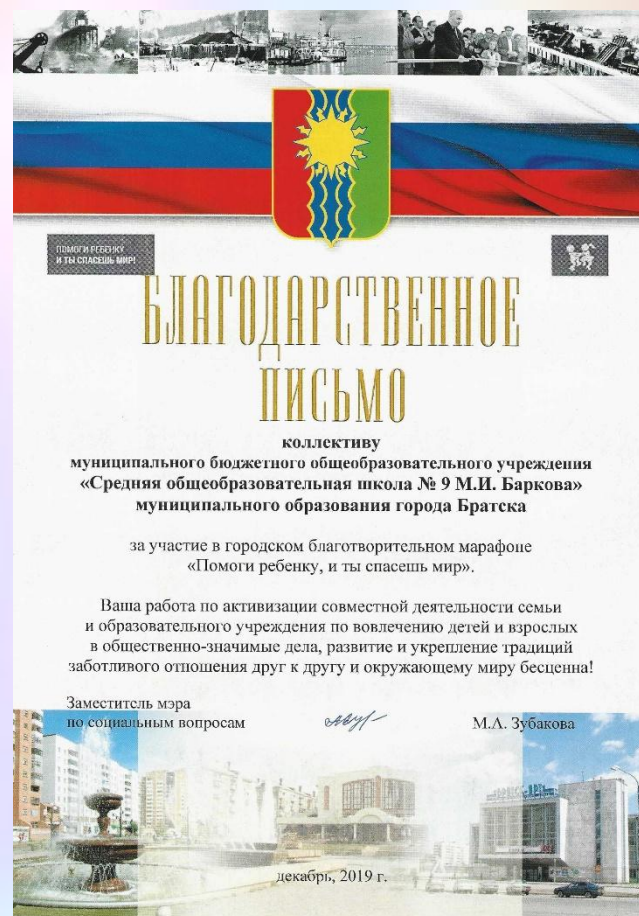 ПОМОГИ РЕБЕНКУ
И ТЫ СПАСЕШЬ МИР!
БЛАГОДАРСТВЕННОЕ
ПИСЬМО
коллективу
муниципального бюджетного общеобразовательного учреждения
«Средняя общеобразовательная школа № 9 М.И. Баркова»
муниципального образования города Братска
за участие в городском благотворительном марафоне
«Помоги ребенку, и ты спасешь мир».
Ваша работа по активизации совместной деятельности семьи
и образовательного учреждения по вовлечению детей и взрослых
в общественно-значимые дела, развитие и укрепление традиций
заботливого отношения друг к другу и окружающему миру бесценна!
Заместитель мэра
по социальным вопросам
М.А. Зубакова
декабрь, 2019 г.